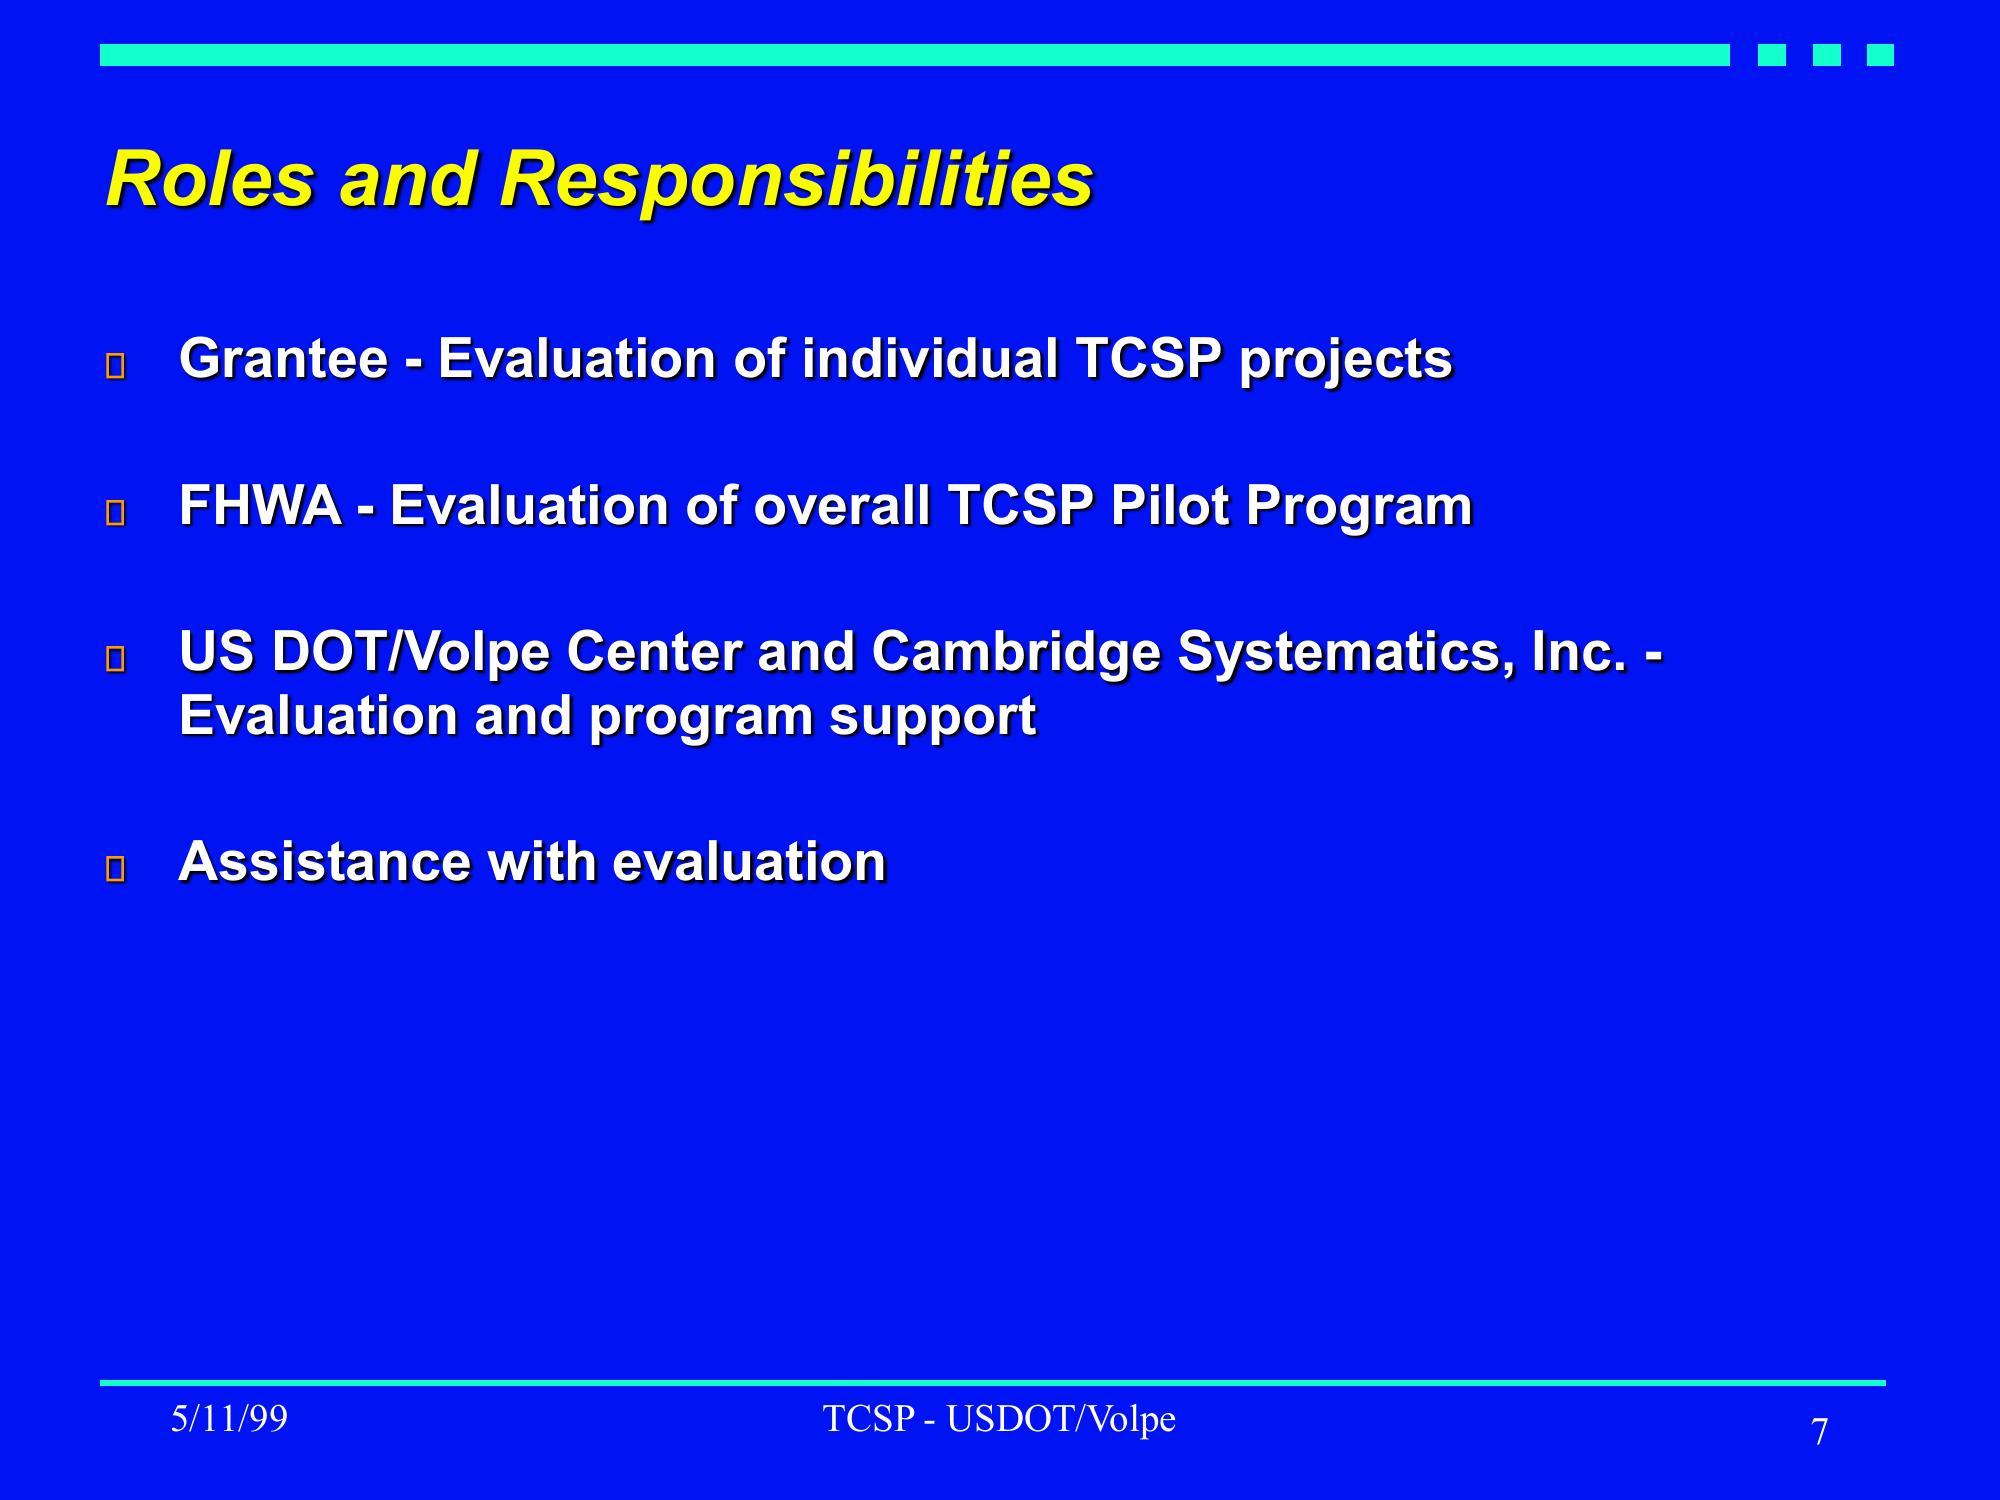 Roles and Responsibilities
Grantee - Evaluation of individual TCSP projects
FHWA - Evaluation of overall TCSP Pilot Program
US DOT/Volpe Center and Cambridge Systematics, Inc. -
Evaluation and program support
Assistance with evaluation
5/11/99
TCSP - USDOT/Volpe
7